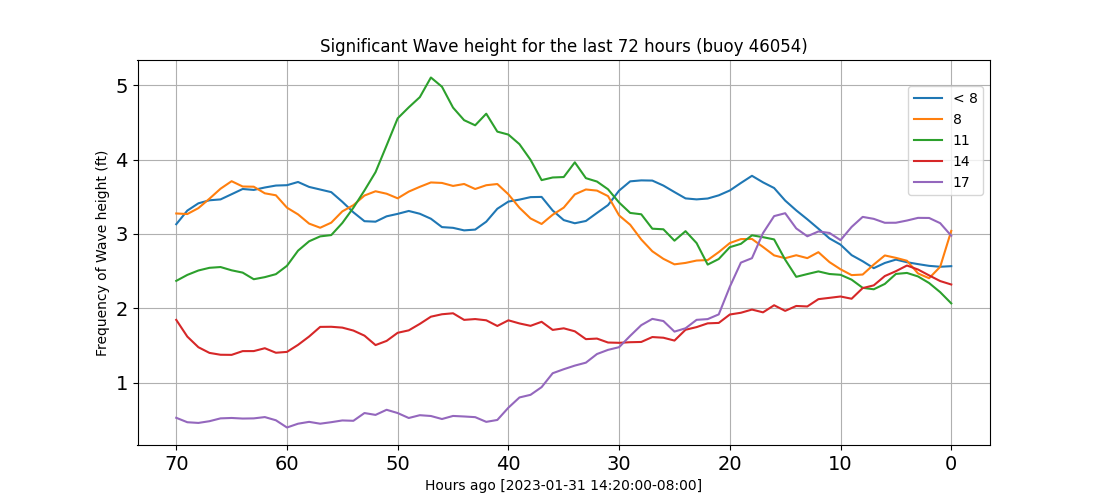 Significant Wave height for the last 72 hours (buoy 46054)
Frequency of Wave height (ft)
5
4
3
2
1
< 8
8
11
14
17
70 60 50 40 30 20 10 0
Hours ago [2023-01-31 14:20:00-08:00]